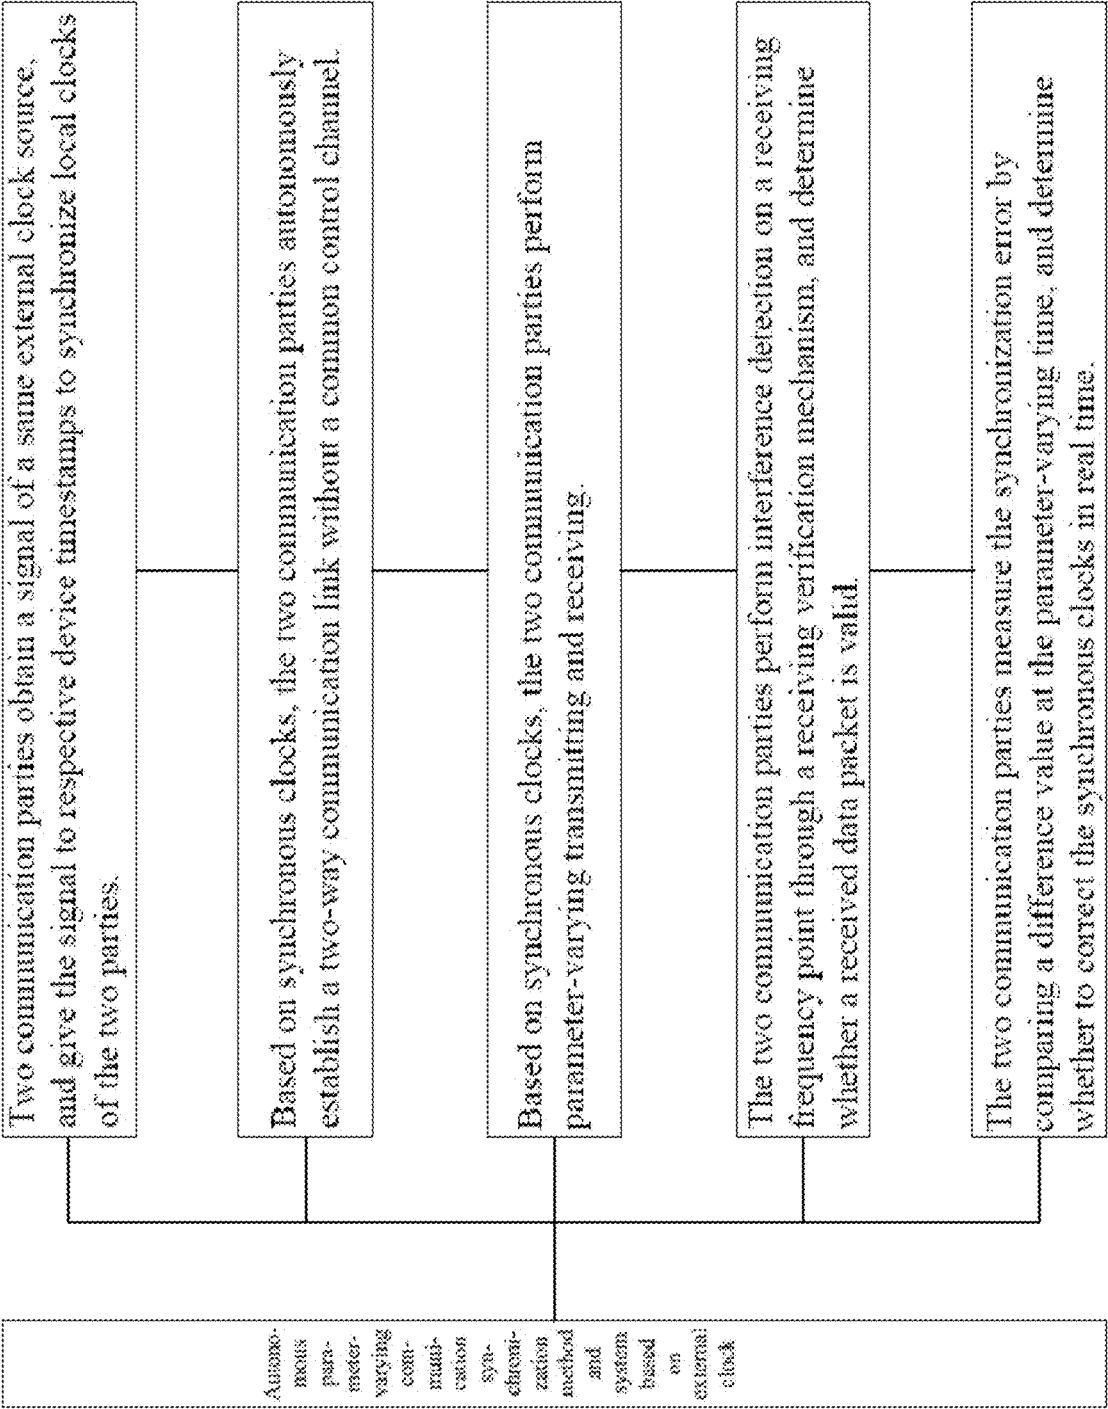 Two communication parties obtain a signal of a same external clock source,
and give the signal to respective device timestamps to synchronize local clocks
of the two parties.
Based on synchronous clocks, the two communication parties autonomously
establish a two-way communication link without a common control channel.
Based on synchronous clocks, the two communication parties perform
parameter-varying transmitting and receiving.
The two communication parties perform interference detection on a receiving
frequency point through a receiving verification mechanism, and determine
whether a received data packet is valid.
The two communication parties measure the synchronization error by
comparing a difference value at the parameter-varying time, and determine
whether to correct the synchronous clocks in real time.
Autono-
mous
para-
meter-
varying
com-
muni-
cation
syn-
chroni-
zation
method
and
system
based
on
external
clock